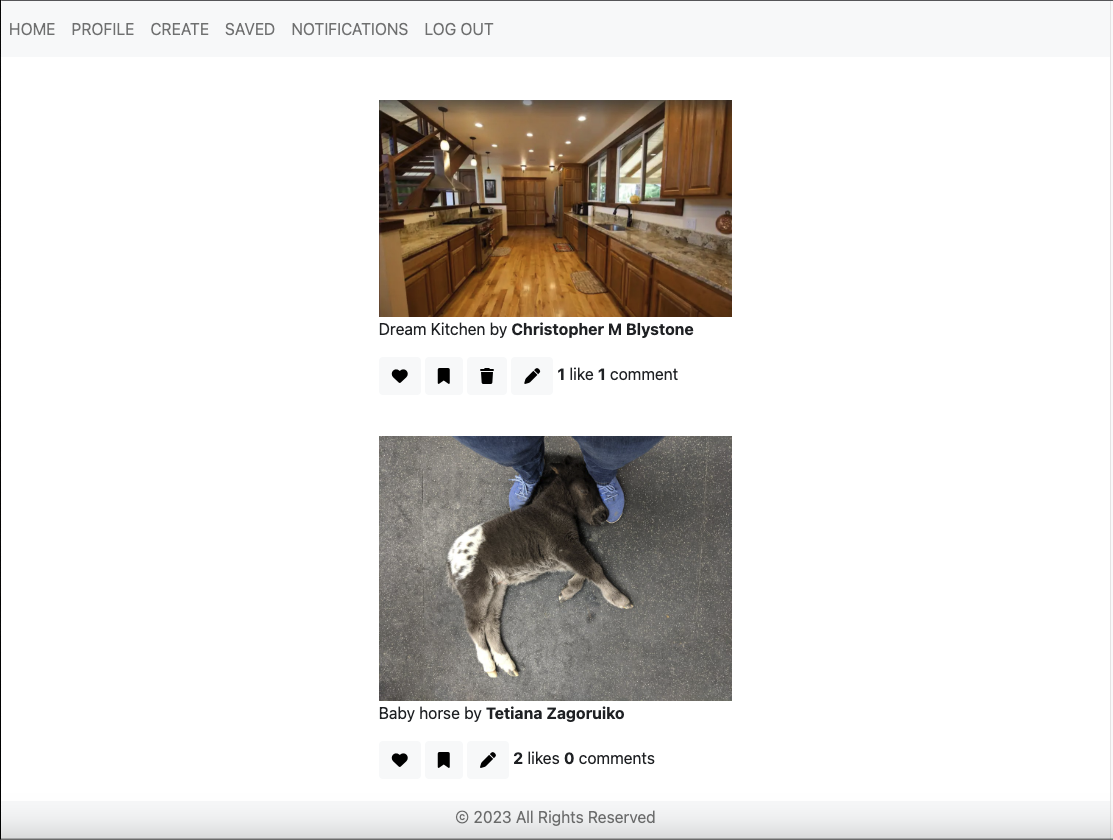 HOME PROFILE CREATE SAVED NOTIFICATIONS LOG OUT
Dream Kitchen by Christopher M Blystone
1 like 1 comment
Baby horse by Tetiana Zagoruiko
2 likes 0 comments
© 2023 All Rights Reserved